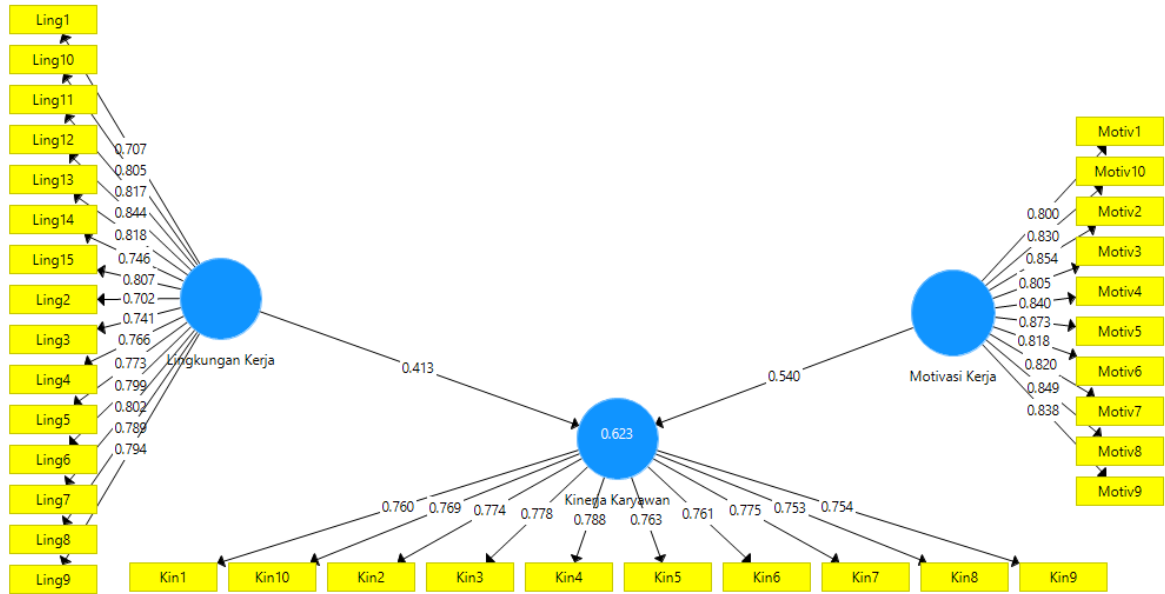 Ling1
Ling10
Ling11
Ling12
Ling13
Ling14
Ling15
Ling2
Ling3
Ling4
Ling5
Ling6
Ling7
Ling8
Ling9
0.707
0.805
0.817
0.844
0.818
0.746
0.807
0.702
0.741
0.766
0.773
0.799
0.802
0.789
0.794
Lingkungan Kerja
0.413
0.540
0.623
Kinerja Karyawan
Motivasi Kerja
0.800
0.830
0.854
0.805
0.840
0.873
0.818
0.820
0.849
0.838
Motiv1
Motiv10
Motiv2
Motiv3
Motiv4
Motiv5
Motiv6
Motiv7
Motiv8
Motiv9
0.760
0.769
0.774
0.778
0.788
0.763
0.761
0.775
0.753
0.754
Kin1
Kin10
Kin2
Kin3
Kin4
Kin5
Kin6
Kin7
Kin8
Kin9